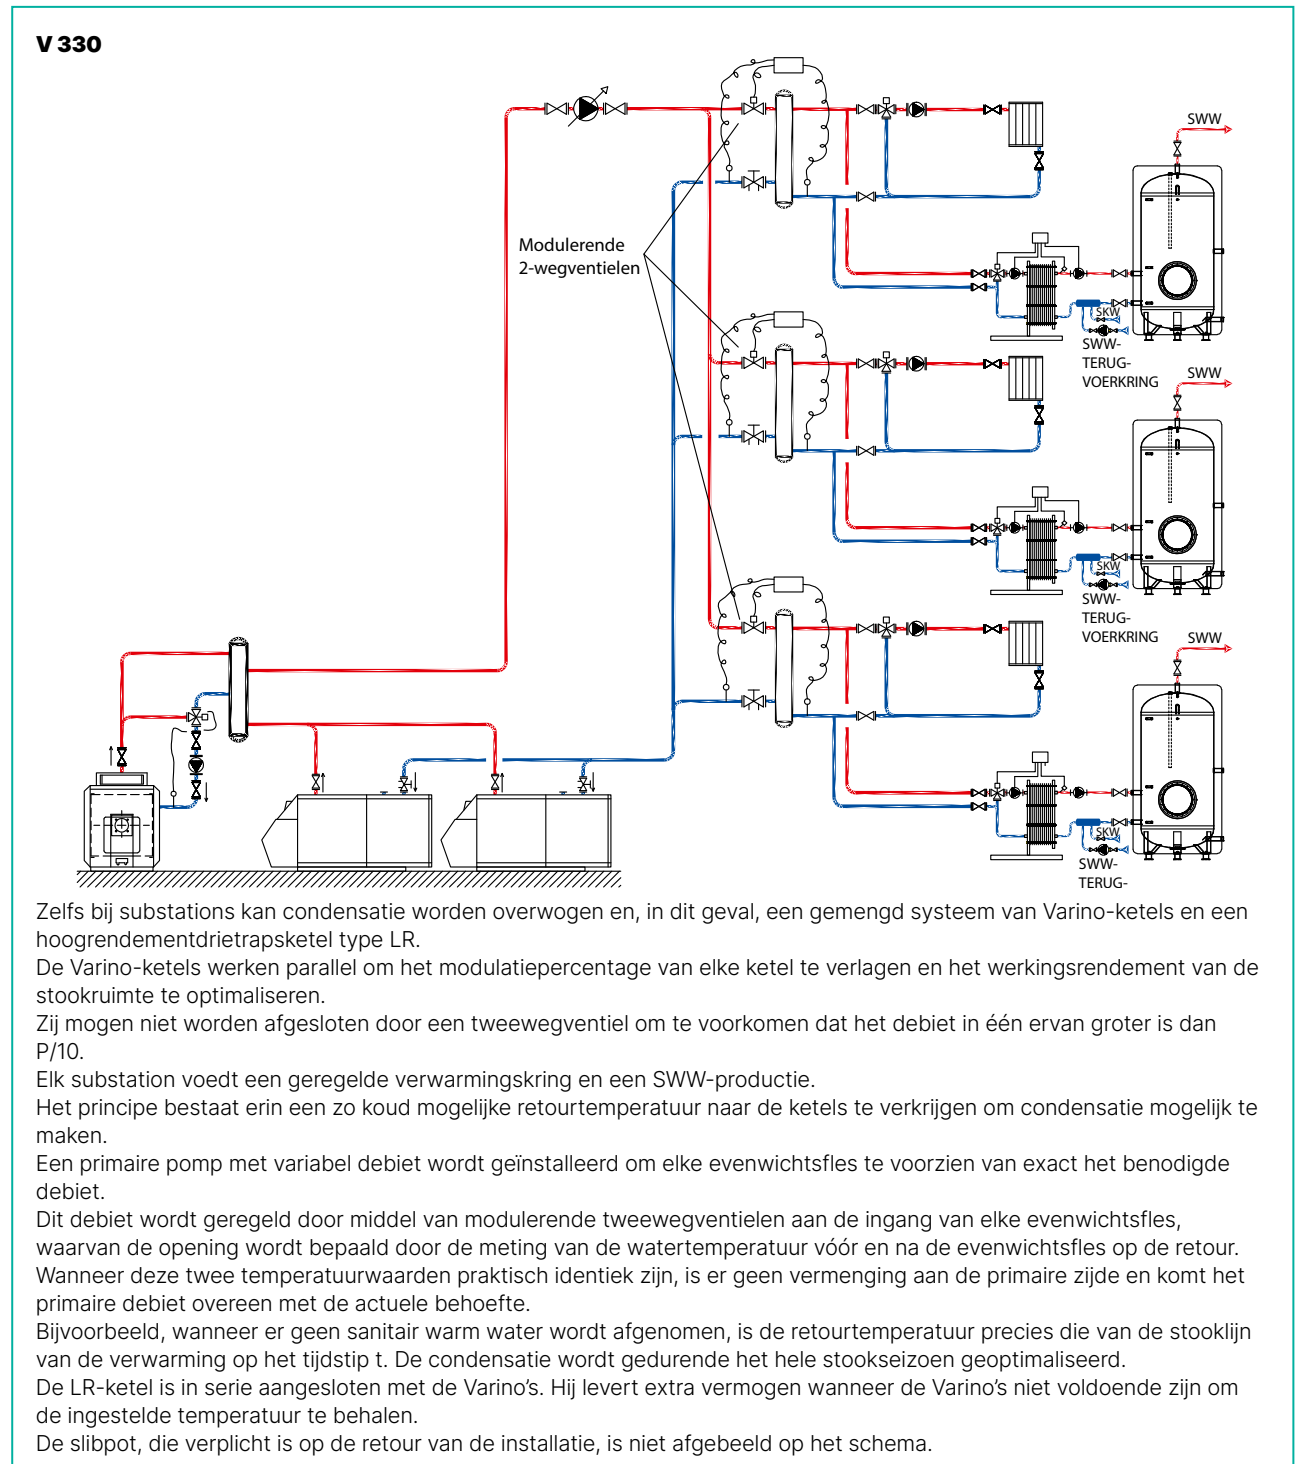 V 330
SWW
Modulerende
2-wegventielen
SKW
SWW-
TERUG-
VOERKRING
SWW
SKW
SWW-
TERUG-
VOERKRING
SWW
SKW
SWW-
TERUG-
Zelfs bij substations kan condensatie worden overwogen en, in dit geval, een gemengd systeem van Varino-ketels en een
hoogrendementdrietrapsketel type LR.
De Varino-ketels werken parallel om het modulatiepercentage van elke ketel te verlagen en het werkingsrendement van de
stookruimte te optimaliseren.
Zij mogen niet worden afgesloten door een tweewegventiel om te voorkomen dat het debiet in één ervan groter is dan
P/10.
Elk substation voedt een geregelde verwarmingskring en een SWW-productie.
Het principe bestaat erin een zo koud mogelijke retourtemperatuur naar de ketels te verkrijgen om condensatie mogelijk te
maken.
Een primaire pomp met variabel debiet wordt geïnstalleerd om elke evenwichtsfles te voorzien van exact het benodigde
debiet.
Dit debiet wordt geregeld door middel van modulerende tweewegventielen aan de ingang van elke evenwichtsfles,
waarvan de opening wordt bepaald door de meting van de watertemperatuur vóór en na de evenwichtsfles op de retour.
Wanneer deze twee temperatuurwaarden praktisch identiek zijn, is er geen vermenging aan de primaire zijde en komt het
primaire debiet overeen met de actuele behoefte.
Bijvoorbeeld, wanneer er geen sanitair warm water wordt afgenomen, is de retourtemperatuur precies die van de stooklijn
van de verwarming op het tijdstip t. De condensatie wordt gedurende het hele stookseizoen geoptimaliseerd.
De LR-ketel is in serie aangesloten met de Varino's. Hij levert extra vermogen wanneer de Varino's niet voldoende zijn om
de ingestelde temperatuur te behalen.
De slibpot, die verplicht is op de retour van de installatie, is niet afgebeeld op het schema.